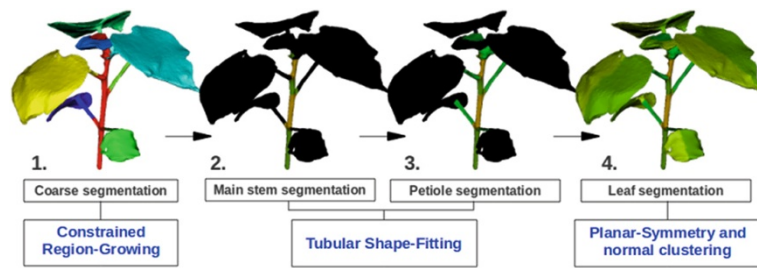 1.
2.
3.
4.
Coarse segmentation
Main stem segmentation
Petiole segmentation
Leaf segmentation
Constrained
Region-Growing
Tubular Shape-Fitting
Planar-Symmetry and
normal clustering